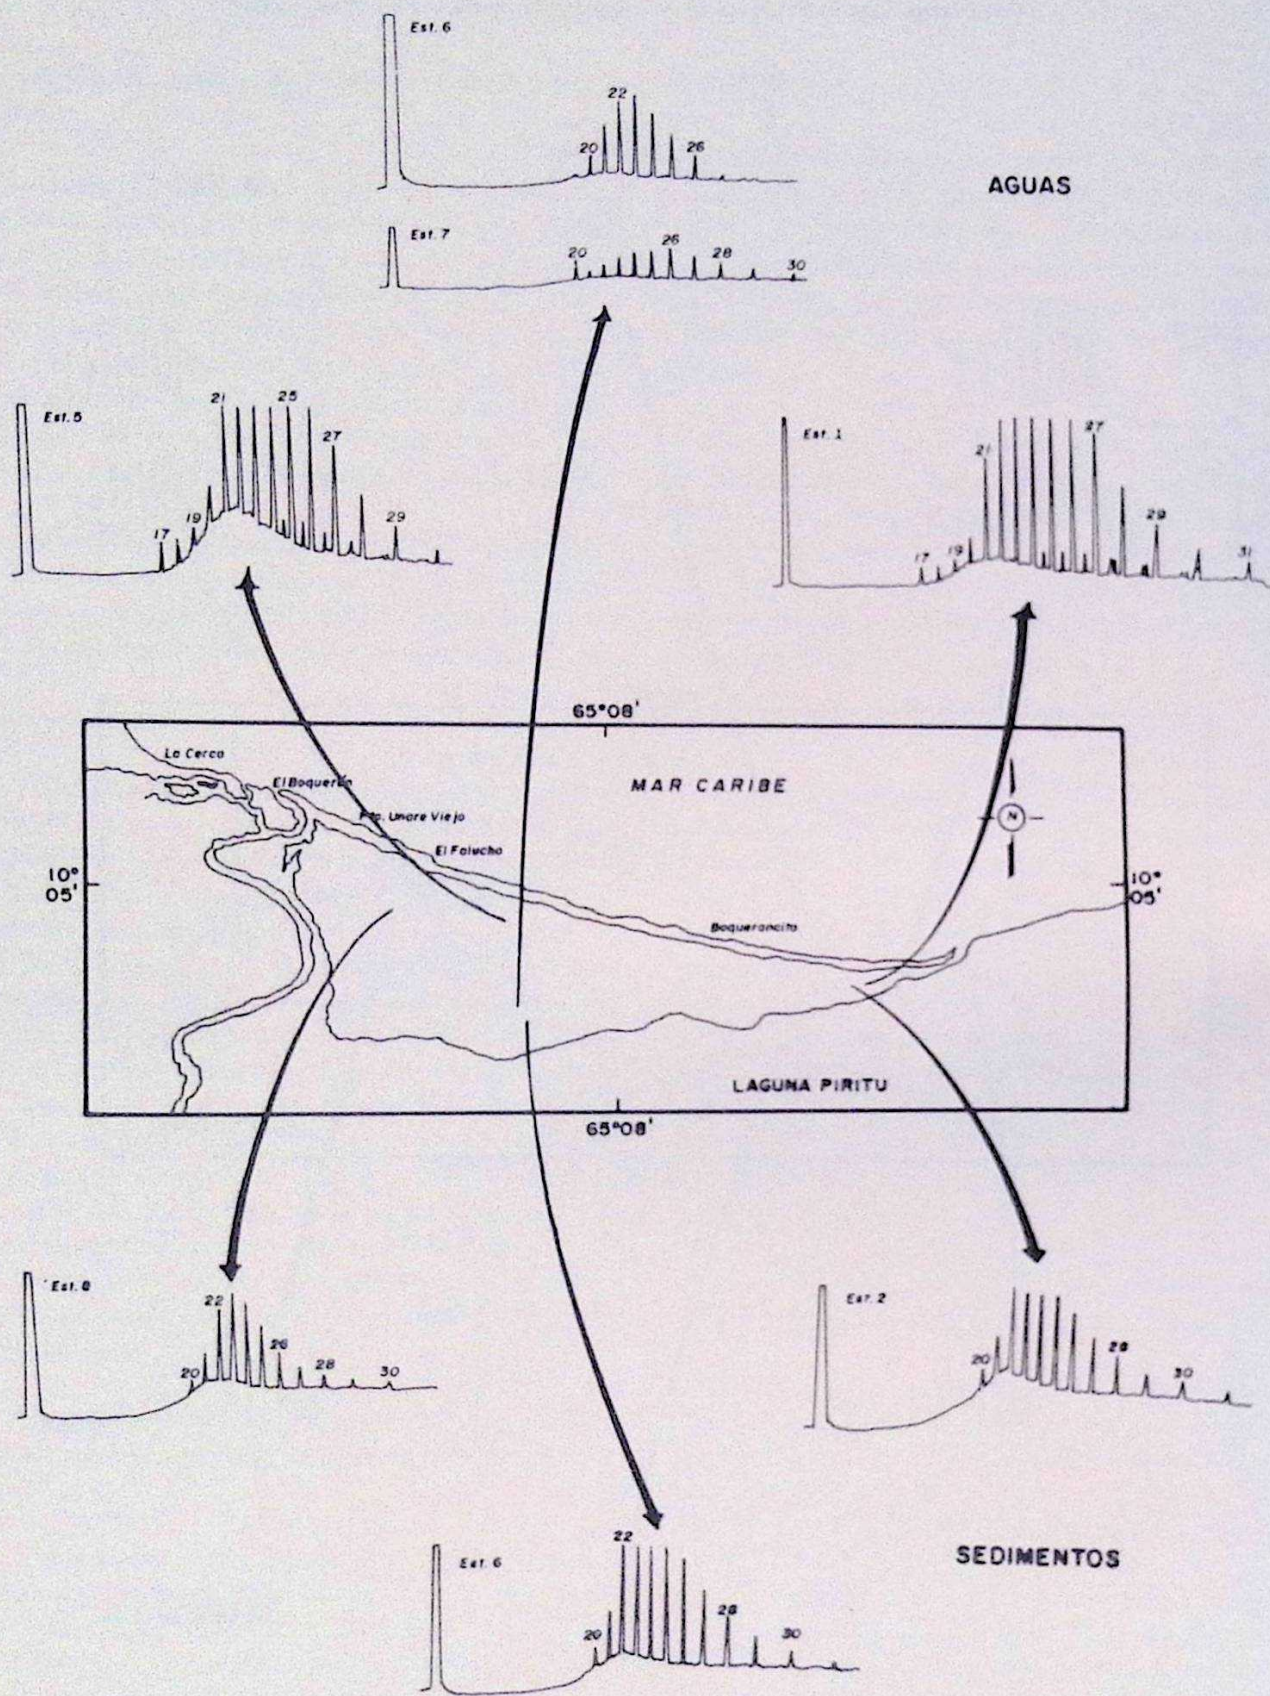 Est. 6
22
20
26
AGUAS
Est. 7
20
26
28
30
Est. 5
21
25
27
17
19
29
Est. 1
21
27
17
19
29
31
65°08'
La Cerca
El Boquerón
Pto. Unare Viejo
El Falucho
MAR CARIBE
N
10°
05'
10°
05'
Boqueroncito
LAGUNA PIRITU
65°08'
Est. 8
22
20
26
28
30
Est. 2
20
28
30
Est. 6
22
20
28
30
SEDIMENTOS